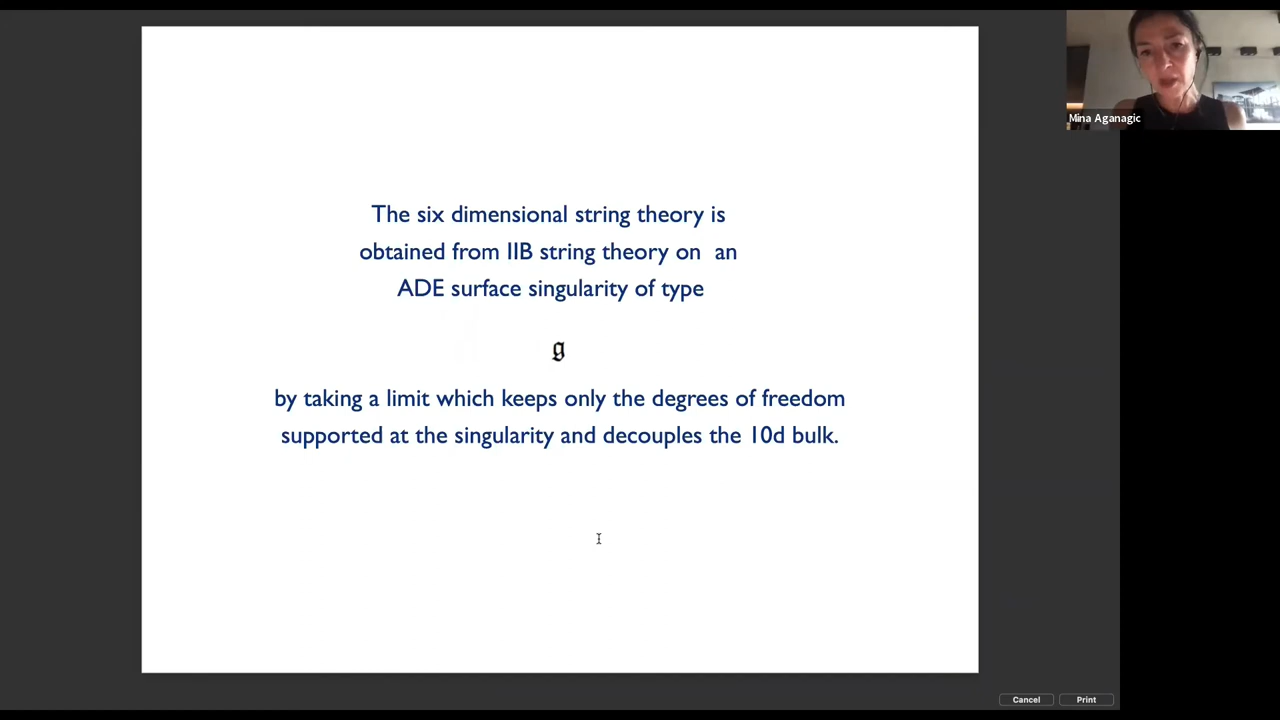 Mina Aganagic
The six dimensional string theory is
obtained from IIB string theory on an
ADE surface singularity of type
𝔤
by taking a limit which keeps only the degrees of freedom
supported at the singularity and decouples the 10d bulk.
Cancel
Print